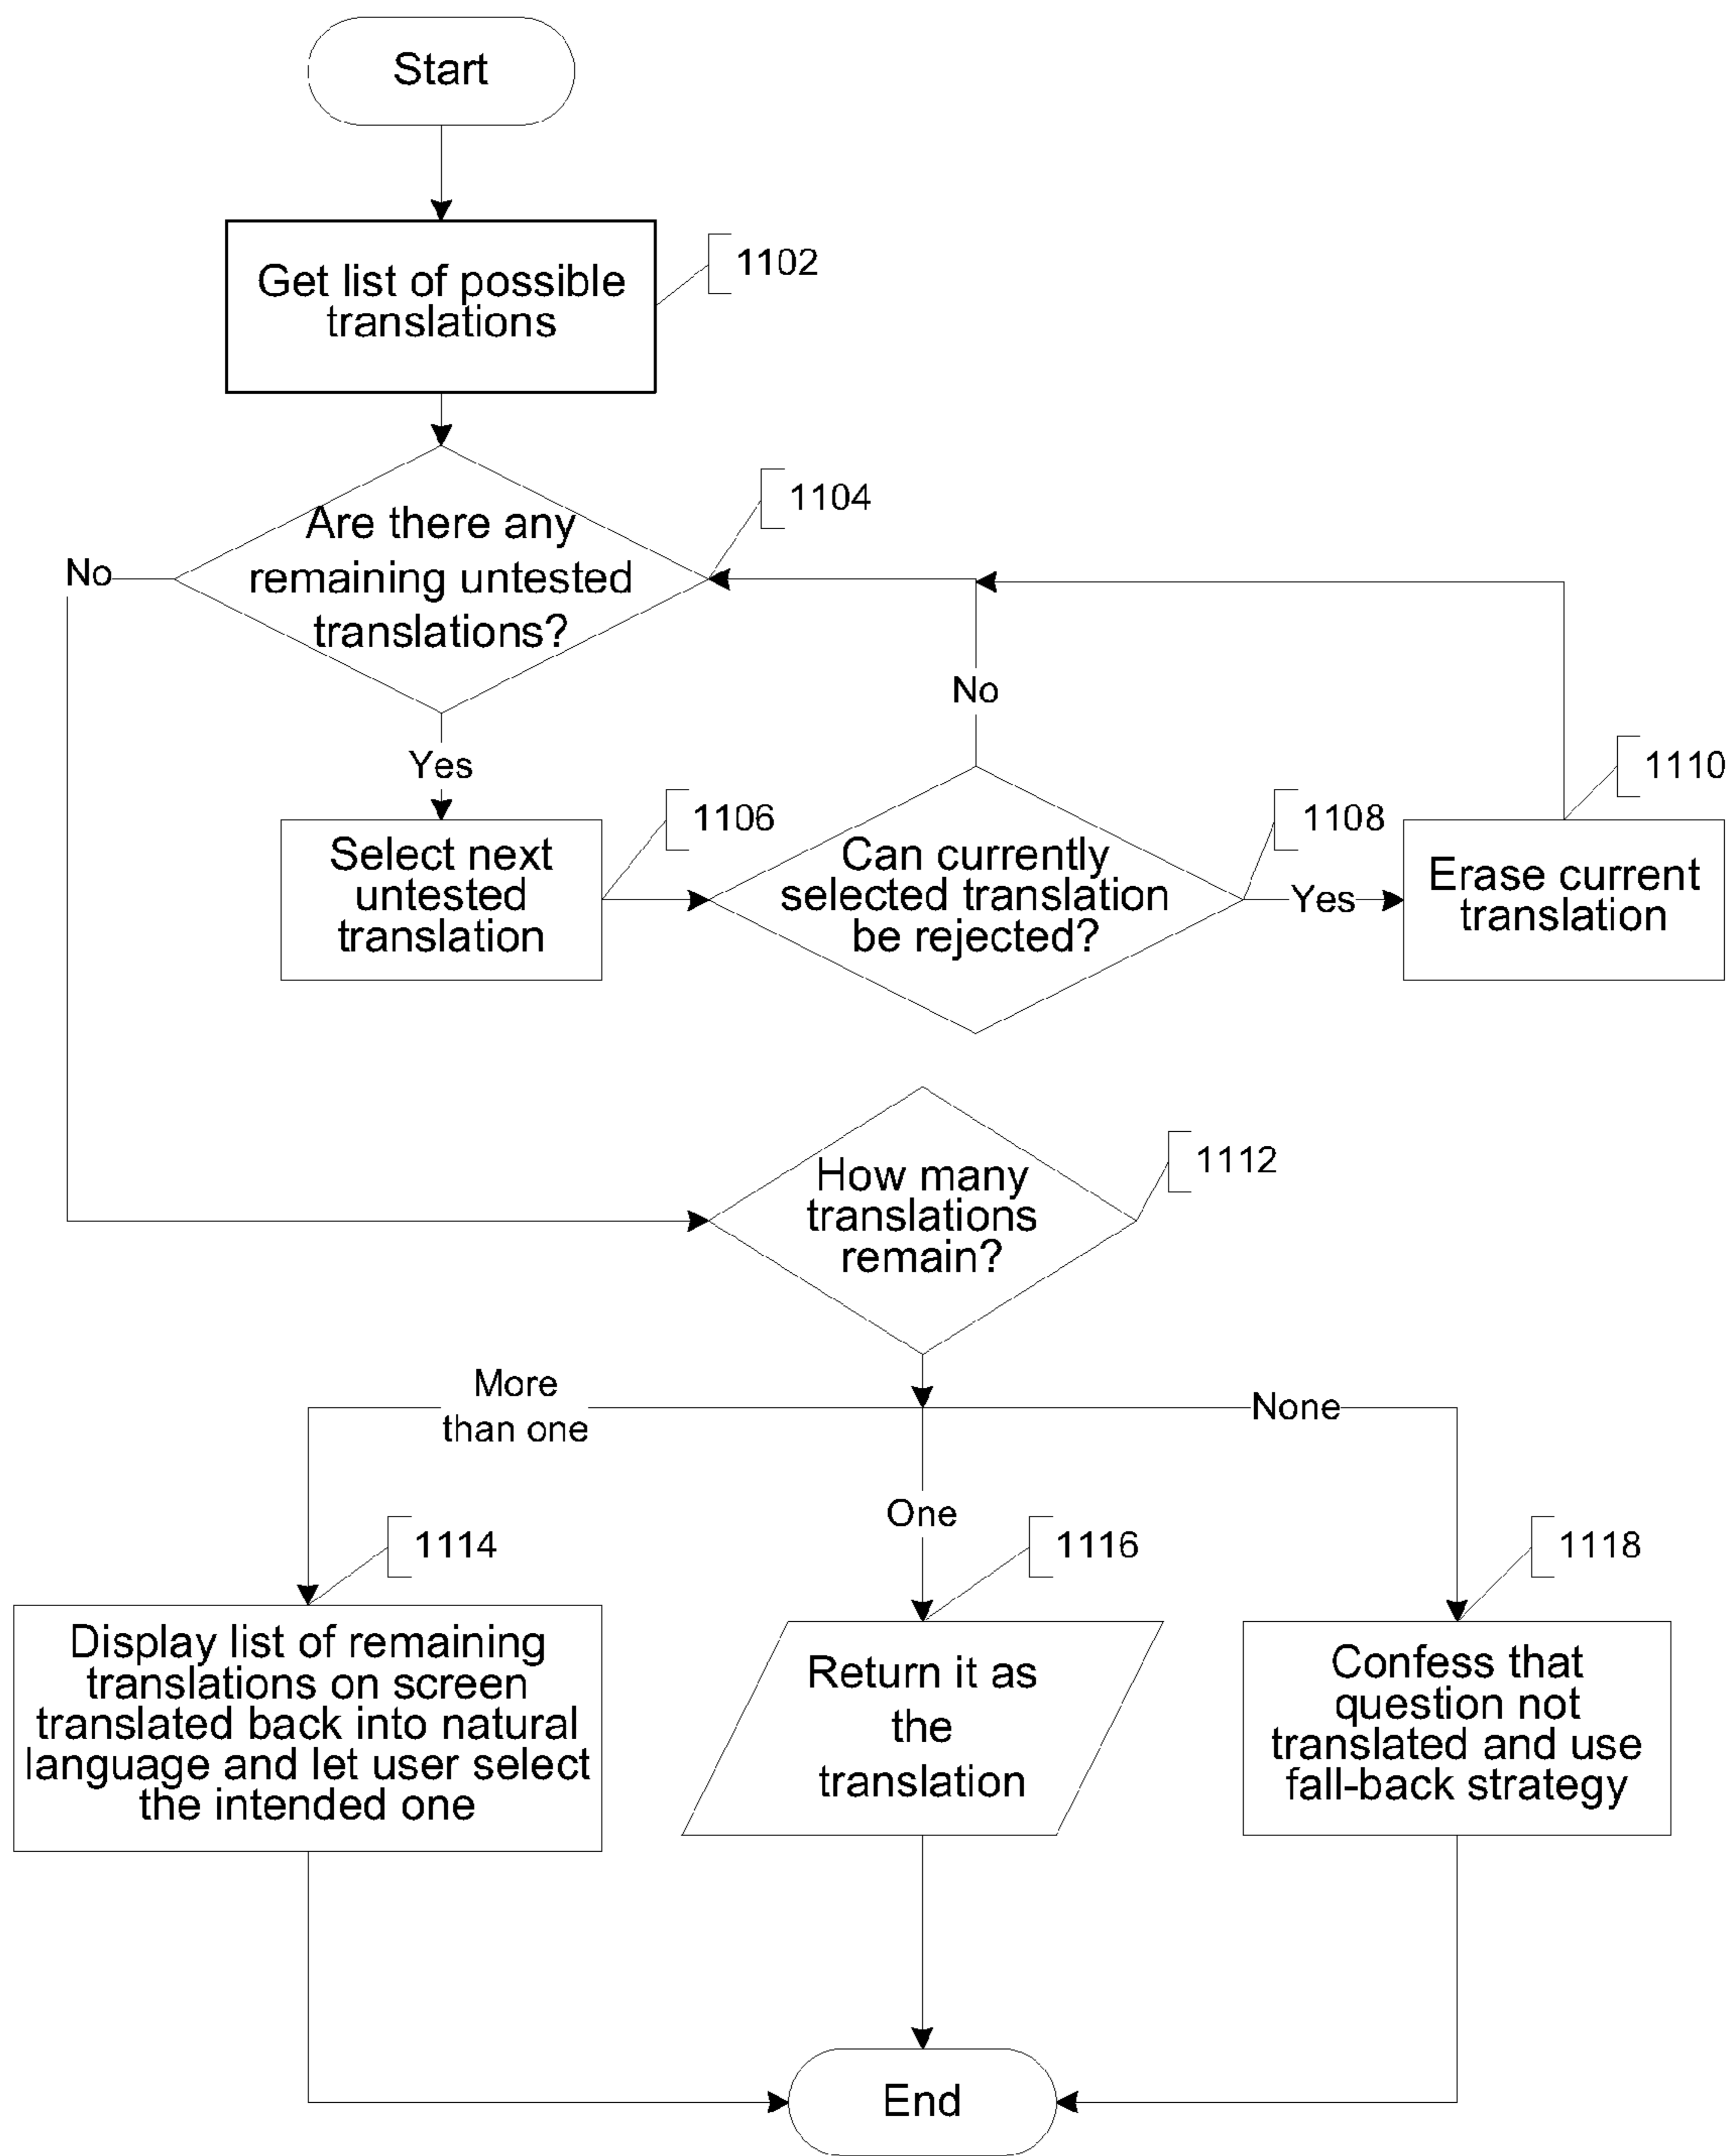 Start
Get list of possible
translations
1102
Are there any
remaining untested
translations?
1104
No
Yes
No
Select next
untested
translation
1106
Can currently
selected translation
be rejected?
1108
Yes
Erase current
translation
1110
How many
translations
remain?
1112
More
than one
One
None
Display list of remaining
translations on screen
translated back into natural
language and let user select
the intended one
1114
Return it as
the
translation
1116
Confess that
question not
translated and use
fall-back strategy
1118
End